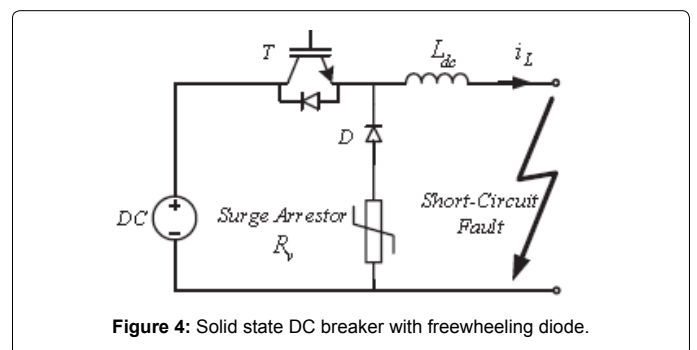 T
L_dc
i_L
D
DC
+
−
Surge Arrestor
R_v
Short-Circuit
Fault
Figure 4: Solid state DC breaker with freewheeling diode.